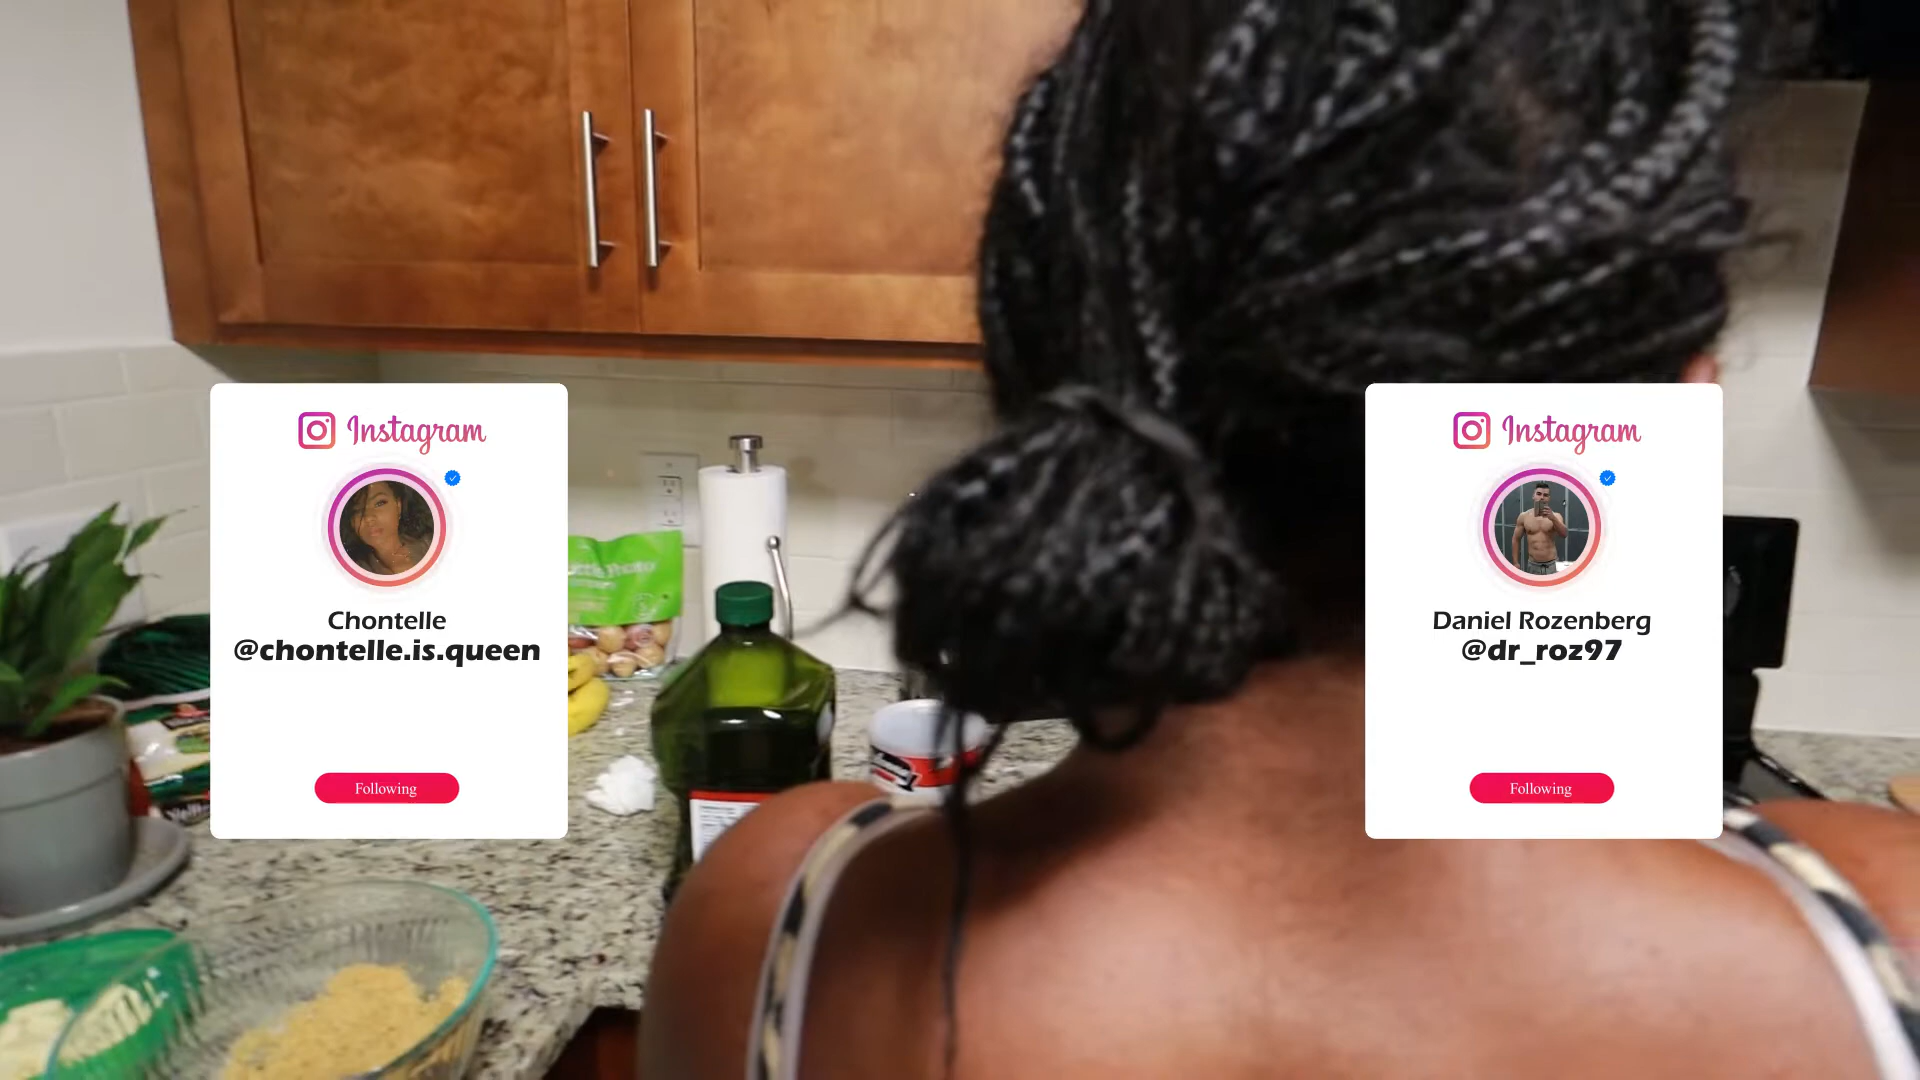 Instagram
Chontelle
@chontelle.is.queen
Following
Instagram
Daniel Rozenberg
@dr_roz97
Following